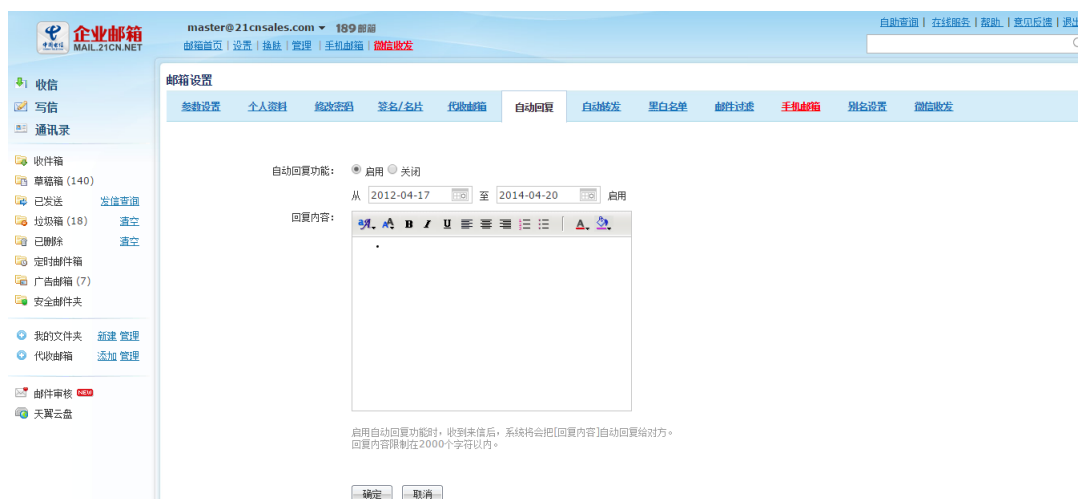 企业邮箱
中国电信
MAIL.21CN.NET
master@21cnsales.com 189邮箱
邮箱首页 | 设置 | 换肤 | 管理 | 手机邮箱 | 微信收发
自助查询 | 在线服务 | 帮助 | 意见反馈 | 退出
收信
写信
通讯录
收件箱
草稿箱 (140)
已发送 发信查询
垃圾箱 (18) 清空
已删除 清空
定时邮件箱
广告邮箱 (7)
安全邮件夹
我的文件夹 新建 管理
代收邮箱 添加 管理
邮件审核 NEW
天翼云盘
邮箱设置
参数设置 个人资料 修改密码 签名/名片 代收邮箱 自动回复 自动转发 黑白名单 邮件过滤 手机邮箱 别名设置 微信收发
自动回复功能: 启用 关闭
从 2012-04-17 至 2014-04-20 启用
回复内容:
B I U A
启用自动回复功能时，收到来信后，系统将会把[回复内容]自动回复给对方。
回复内容限制在2000个字符以内。
确定 取消